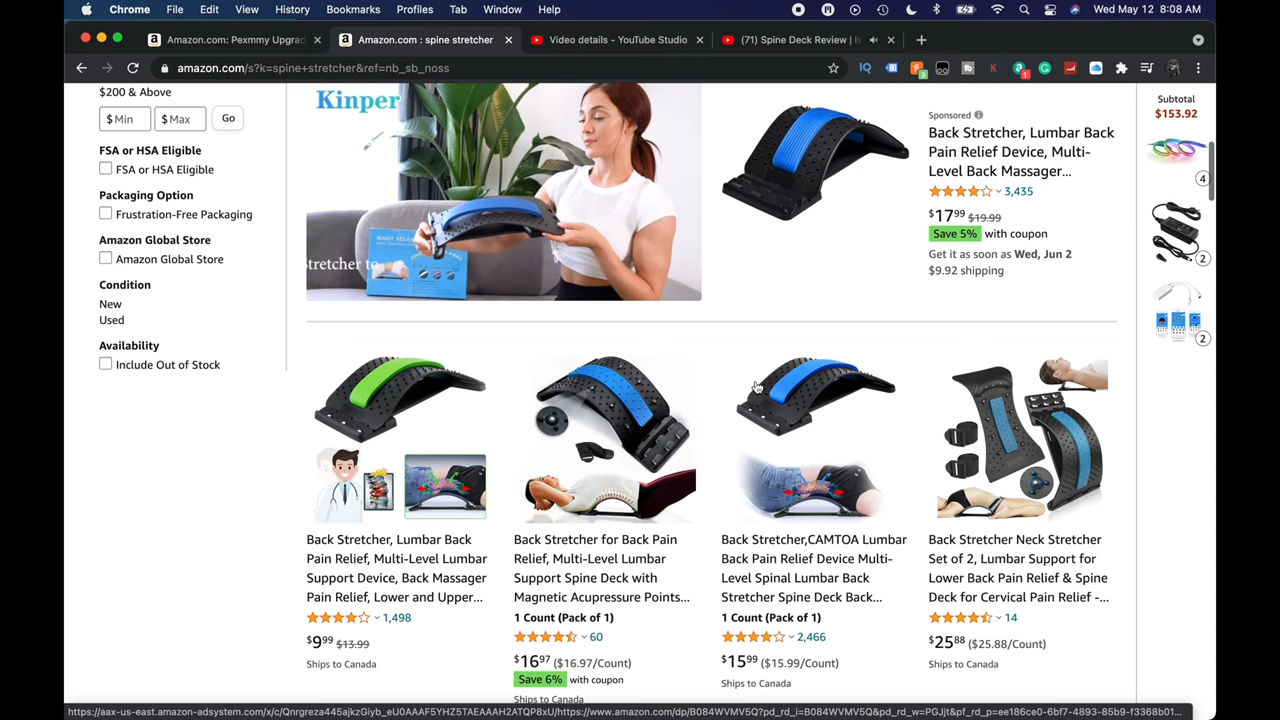 Chrome File Edit View History Bookmarks Profiles Tab Window Help Wed May 12 8:08 AM
Amazon.com: Pexmmy Upgrad
Amazon.com : spine stretcher
Video details - YouTube Studio
(71) Spine Deck Review | Is
amazon.com/s?k=spine+stretcher&ref=nb_sb_noss
$200 & Above
$ Min $ Max Go
FSA or HSA Eligible
FSA or HSA Eligible
Packaging Option
Frustration-Free Packaging
Amazon Global Store
Amazon Global Store
Condition
New
Used
Availability
Include Out of Stock
Kinper
Stretcher to
WAIST RELAX
Sponsored
Back Stretcher, Lumbar Back
Pain Relief Device, Multi-
Level Back Massager...
3,435
$17.99 $19.99
Save 5% with coupon
Get it as soon as Wed, Jun 2
$9.92 shipping
Subtotal
$153.92
4
2
2
Back Stretcher, Lumbar Back
Pain Relief, Multi-Level Lumbar
Support Device, Back Massager
Pain Relief, Lower and Upper...
1,498
$9.99 $13.99
Ships to Canada
Back Stretcher for Back Pain
Relief, Multi-Level Lumbar
Support Spine Deck with
Magnetic Acupressure Points...
1 Count (Pack of 1)
60
$16.97 ($16.97/Count)
Save 6% with coupon
Ships to Canada
Back Stretcher,CAMTOA Lumbar
Back Pain Relief Device Multi-
Level Spinal Lumbar Back
Stretcher Spine Deck Back...
1 Count (Pack of 1)
2,466
$15.99 ($15.99/Count)
Ships to Canada
Back Stretcher Neck Stretcher
Set of 2, Lumbar Support for
Lower Back Pain Relief & Spine
Deck for Cervical Pain Relief -...
14
$25.88 ($25.88/Count)
Ships to Canada